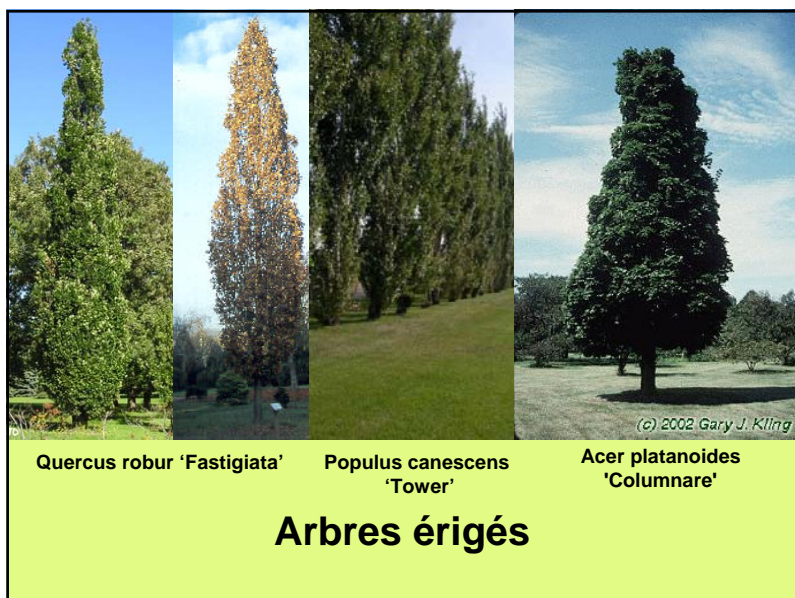 (c) 2002 Gary J. Kling
Quercus robur ‘Fastigiata’
Populus canescens
‘Tower’
Acer platanoides
'Columnare'
Arbres érigés